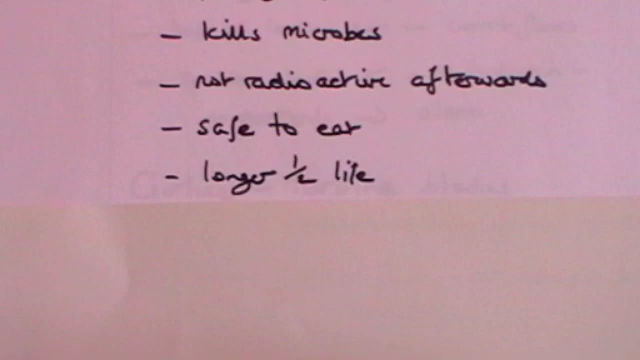 - kills microbes
- not radioactive afterwards
- safe to eat
- longer 1/2 life